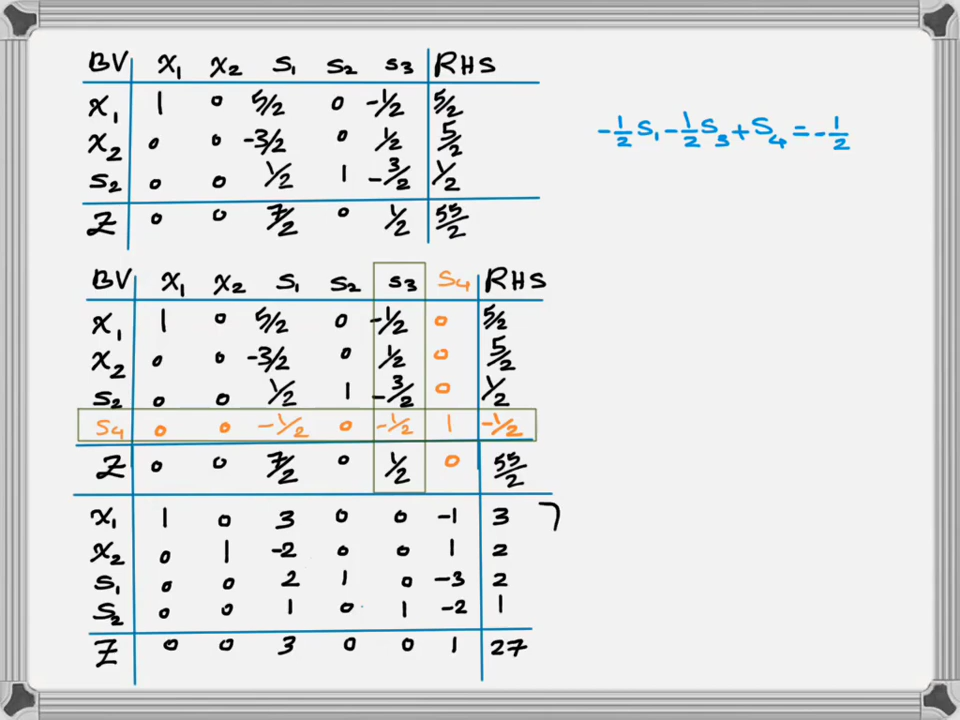 BV x₁ x₂ s₁ s₂ s₃ RHS
x₁ 1 0 5/2 0 -1/2 5/2
x₂ 0 0 -3/2 0 1/2 5/2
s₂ 0 0 1/2 1 -3/2 1/2
Z 0 0 7/2 0 1/2 55/2
-1/2 s₁ - 1/2 s₃ + s₄ = -1/2
BV x₁ x₂ s₁ s₂ s₃ s₄ RHS
x₁ 1 0 5/2 0 -1/2 0 5/2
x₂ 0 0 -3/2 0 1/2 0 5/2
s₂ 0 0 1/2 1 -3/2 0 1/2
s₄ 0 0 -1/2 0 -1/2 1 -1/2
Z 0 0 7/2 0 1/2 0 55/2
x₁ 1 0 3 0 0 -1 3
x₂ 0 1 -2 0 0 1 2
s₁ 0 0 2 1 0 -3 2
s₂ 0 0 1 0 1 -2 1
Z 0 0 3 0 0 1 27